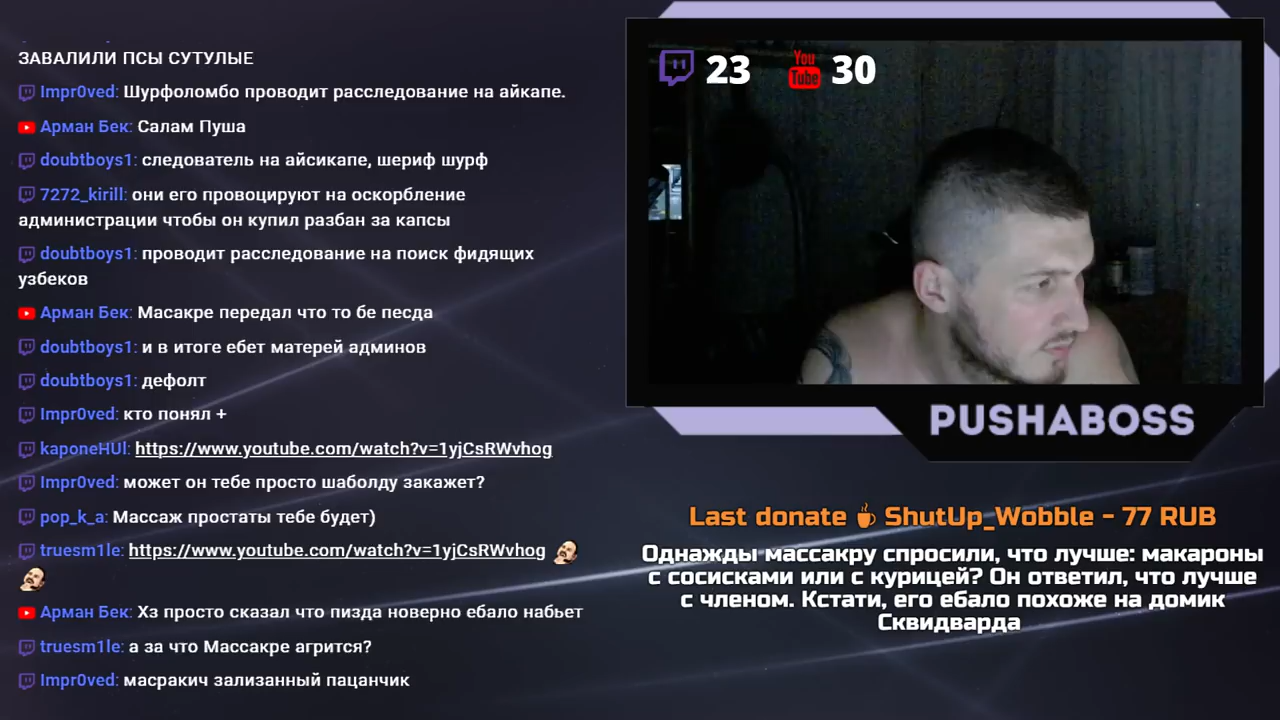 ЗАВАЛИЛИ ПСЫ СУТУЛЫЕ
Impr0ved: Шурфоломбо проводит расследование на айкапе.
Арман Бек: Салам Пуша
doubtboys1: следователь на айсикапе, шериф шурф
7272_kirill: они его провоцируют на оскорбление
администрации чтобы он купил разбан за капсы
doubtboys1: проводит расследование на поиск фидящих
узбеков
Арман Бек: Масакре передал что то бе песда
doubtboys1: и в итоге ебет матерей админов
doubtboys1: дефолт
Impr0ved: кто понял +
kaponeHUl: https://www.youtube.com/watch?v=1yjCsRWvhog
Impr0ved: может он тебе просто шаболду закажет?
pop_k_a: Массаж простаты тебе будет)
truesm1le: https://www.youtube.com/watch?v=1yjCsRWvhog
Арман Бек: Хз просто сказал что пизда новерно ебало набьет
truesm1le: а за что Массакре агрится?
Impr0ved: масракич зализанный пацанчик
23
You
Tube
30
PUSHABOSS
Last donate ShutUp_Wobble - 77 RUB
Однажды массакру спросили, что лучше: макароны
с сосисками или с курицей? Он ответил, что лучше
с членом. Кстати, его ебало похоже на домик
Сквидварда